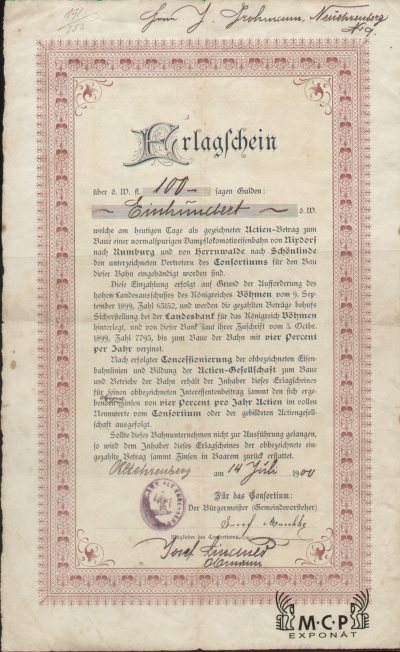 191
Herrn J. Frohmann, Neuehrenberg
N. 9.
Erlagschein
über ö. W. fl. 100 sagen Gulden:
Einhundert ö. W.
welche am heutigen Tage als gezeichneter Actien-Betrag zum
Baue einer normalspurigen Dampflokomotiveisenbahn von Nixdorf
nach Rumburg und von Herrnwalde nach Schönlinde
den unterzeichneten Vertretern des Consortiums für den Bau
dieser Bahn eingehändigt worden sind.
Diese Einzahlung erfolgt auf Grund der Aufforderung des
hohen Landesausschusses des Königreiches Böhmen vom 9. Sep-
tember 1899, Zahl 63152, und werden die gezahlten Beträge behufs
Sicherstellung bei der Landesbank für das Königreich Böhmen
hinterlegt, und von dieser Bank laut ihrer Zuschrift vom 5. Octbr.
1899, Zahl 7793, bis zum Baue der Bahn mit vier Percent
per Jahr verzinst.
Nach erfolgter Concessionierung der obbezeichneten Eisen-
bahnlinien und Bildung der Actien-Gesellschaft zum Baue
und Betriebe der Bahn erhält der Inhaber dieses Erlagscheines
für seinen obbezeichneten Interessentenbeitrag sammt den sich erge-
benden Zinsen von vier Percent pro Jahr Actien im vollen
Nennwerte vom Consortium oder der gebildeten Actiengesell-
schaft ausgefolgt.
Sollte dieses Bahnunternehmen nicht zur Ausführung gelangen,
so wird dem Inhaber dieses Erlagscheines der obbezeichnete ein-
gezahlte Betrag sammt Zinsen in Baarem zurück erstattet.
Altehrenberg am 14 Juli 1900
Für das Consortium:
Der Bürgermeister (Gemeindevorsteher)
Josef
Mitglieder des Consortiums
Josef Lindner
Obmann
M·C·P
EXPONÁT